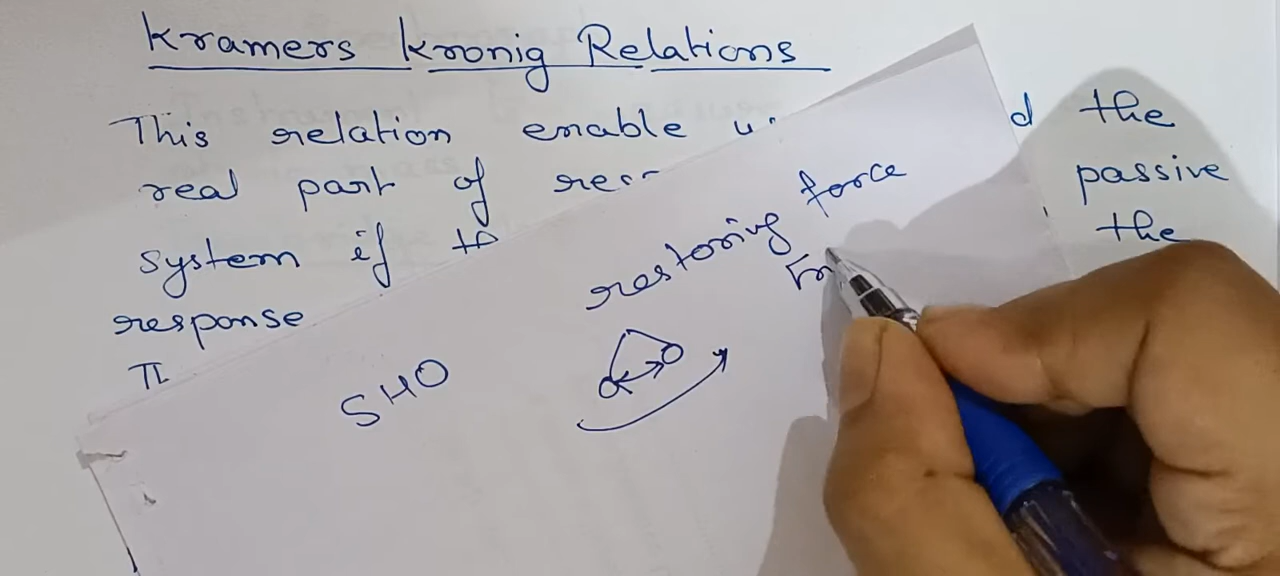 Kramers Kronig Relations
This relation enable the
real part of passive
system if the
response
restoring force
SHO